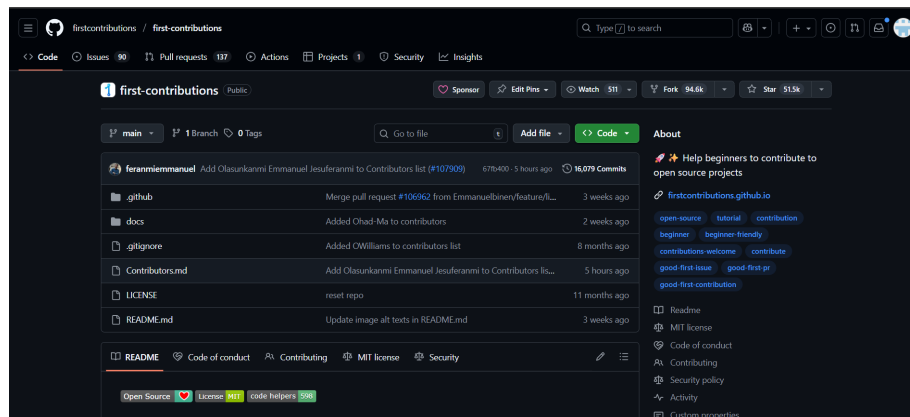 firstcontributions / first-contributions
Type / to search
Code Issues 90 Pull requests 137 Actions Projects 1 Security Insights
first-contributions Public
Sponsor Edit Pins Watch 511 Fork 94.6k Star 51.5k
main 1 Branch 0 Tags Go to file t Add file Code
feranmiemmanuel Add Olasunkanmi Emmanuel Jesuferanmi to Contributors list (#107909) 67fb400 · 5 hours ago 16,079 Commits
.github Merge pull request #106962 from Emmanuelbinen/feature/li... 3 weeks ago
docs Added Ohad-Ma to contributors 2 weeks ago
.gitignore Added OWilliams to contributors list 8 months ago
Contributors.md Add Olasunkanmi Emmanuel Jesuferanmi to Contributors lis... 5 hours ago
LICENSE reset repo 11 months ago
README.md Update image alt texts in README.md 3 weeks ago
README Code of conduct Contributing MIT license Security
Open Source License MIT code helpers 598
About
🚀 ✨ Help beginners to contribute to
open source projects
firstcontributions.github.io
open-source tutorial contribution
beginner beginner-friendly
contributions-welcome contribute
good-first-issue good-first-pr
good-first-contribution
Readme
MIT license
Code of conduct
Contributing
Security policy
Activity
Custom properties